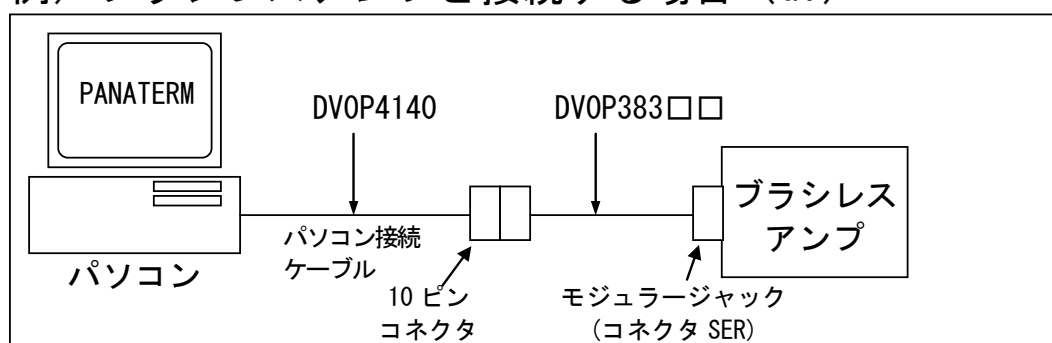 PANATERM
DV0P4140
DV0P383□□
ブラシレス
アンプ
パソコン接続
ケーブル
パソコン
10 ピン
コネクタ
モジュラージャック
(コネクタ SER)